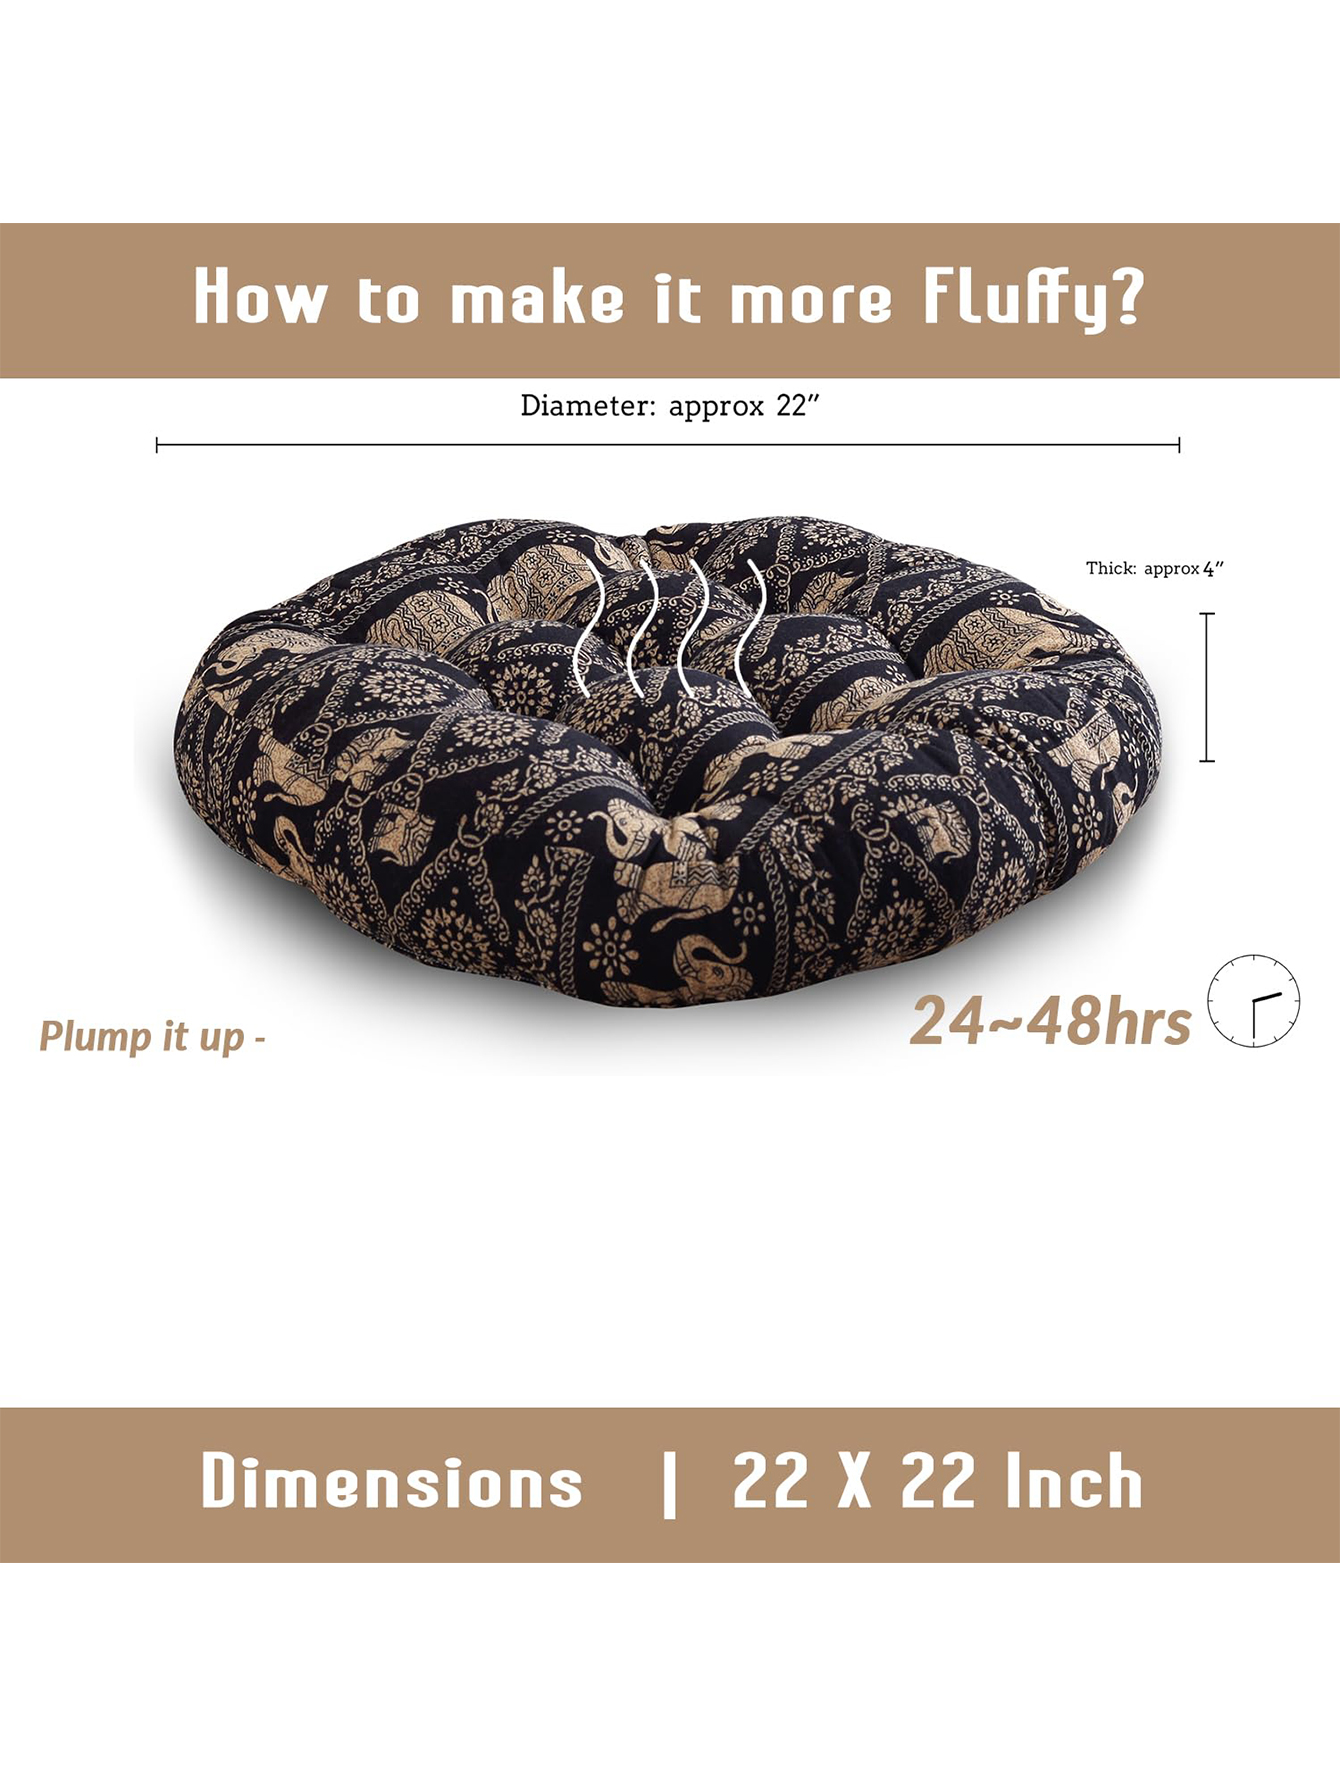 How to make it more Fluffy?
Diameter: approx 22”
Thick: approx 4”
Plump it up -
24~48hrs
Dimensions | 22 X 22 Inch